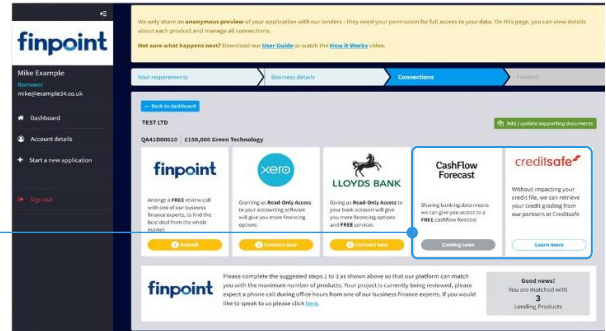 finpoint
Mike Example
Borrower
mike@example34.co.uk
Dashboard
Account details
Start a new application
Sign out
We only share an anonymous preview of your application with our lenders - they need your permission for full access to your data. On this page, you can view details
about each product and manage all connections.
Not sure what happens next? Download our User Guide or watch the How it Works video.
Your requirements
Business details
Connections
← Back to dashboard
TEST LTD
Add / update supporting documents
QA41D00610 | £150,000 Green Technology
finpoint
Arrange a FREE review call
with one of our business
finance experts, to find the
best deal from the whole
market
Submit
xero
Granting us Read-Only Access
to your accounting software
will give you more financing
options
Connect now
LLOYDS BANK
Giving us Read-Only Access to
your bank account will give
you more financing options
and FREE services
Connect now
CashFlow
Forecast
Sharing banking data means
we can give you access to a
FREE cashflow forecast
Coming soon
creditsafe
Without impacting your
credit file, we can retrieve
your credit grading from
our partners at Creditsafe
Learn more
finpoint
Please complete the suggested steps 1 to 3 as shown above so that our platform can match
you with the maximum number of products. Your project is currently being reviewed, please
expect a phone call during office hours from one of our business finance experts. If you would
like to speak to us please click here.
Good news!
You are matched with
3
Lending Products